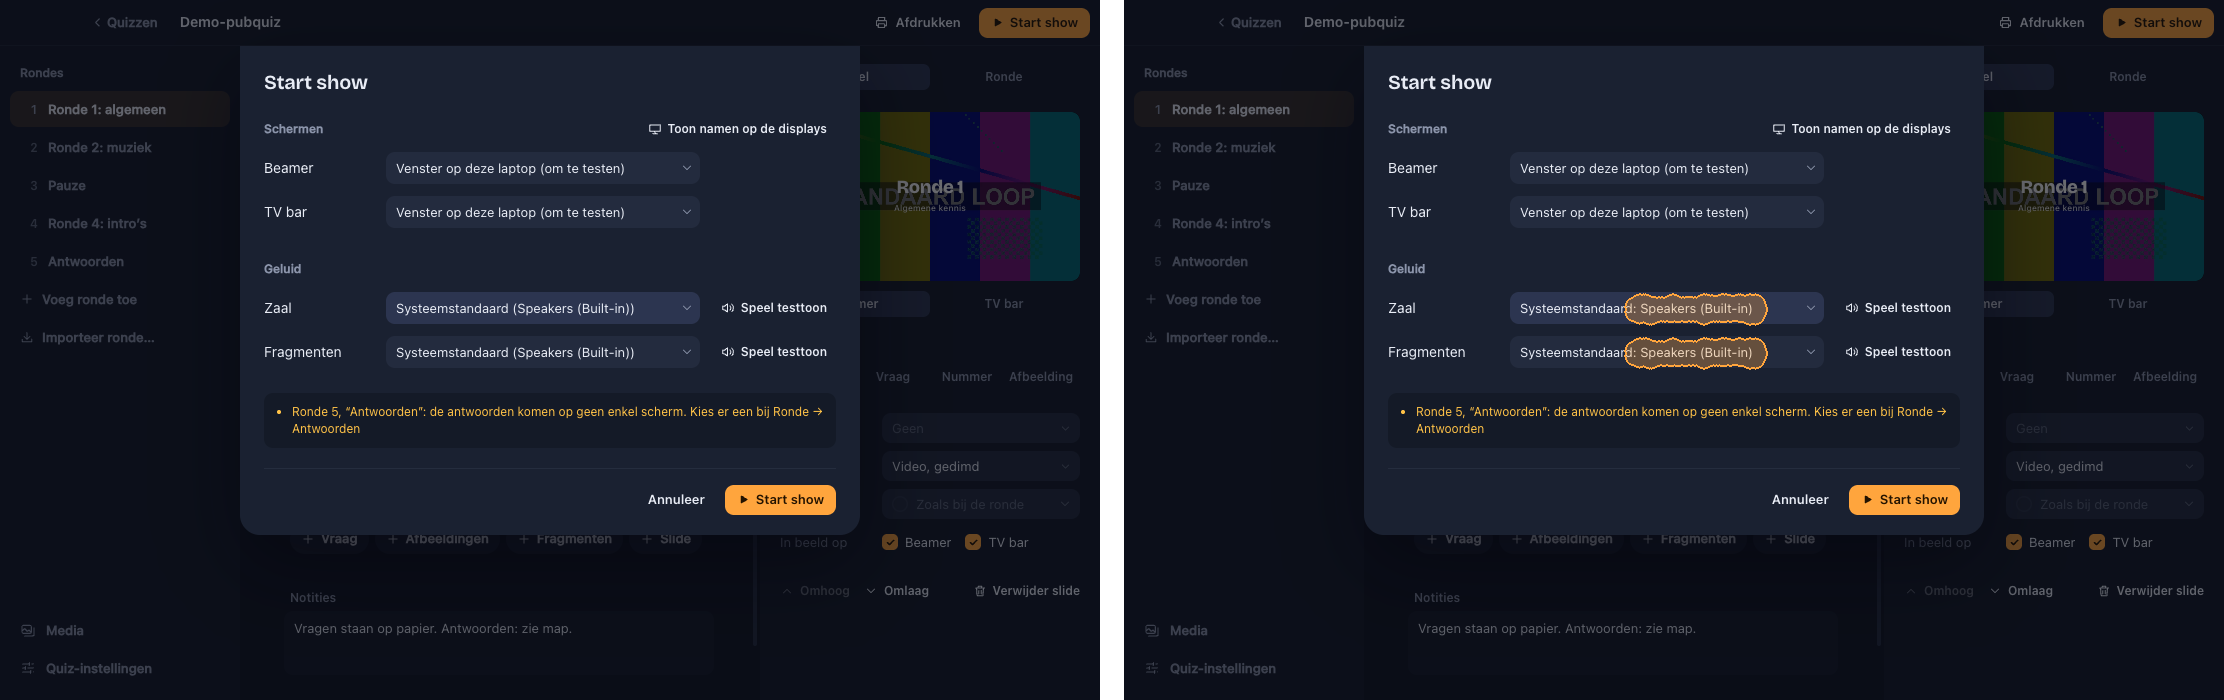 Quizzen
Demo-pubquiz
Afdrukken
Start show
Rondes
1 Ronde 1: algemeen
2 Ronde 2: muziek
3 Pauze
4 Ronde 4: intro's
5 Antwoorden
+ Voeg ronde toe
Importeer ronde...
Media
Quiz-instellingen
Start show
Schermen
Toon namen op de displays
Beamer
Venster op deze laptop (om te testen)
TV bar
Venster op deze laptop (om te testen)
Geluid
Zaal
Systeemstandaard (Speakers (Built-in))
Speel testtoon
Fragmenten
Systeemstandaard (Speakers (Built-in))
Speel testtoon
• Ronde 5, “Antwoorden”: de antwoorden komen op geen enkel scherm. Kies er een bij Ronde →
Antwoorden
Annuleer
Start show
+ Vraag
+ Afbeeldingen
+ Fragmenten
+ Slide
Notities
Vragen staan op papier. Antwoorden: zie map.
el
Ronde
ANDAARD LOOP
Ronde 1
Algemene kennis
mer
TV bar
Vraag
Nummer
Afbeelding
Geen
Video, gedimd
Zoals bij de ronde
In beeld op
Beamer
TV bar
Omhoog
Omlaag
Verwijder slide
Quizzen
Demo-pubquiz
Afdrukken
Start show
Rondes
1 Ronde 1: algemeen
2 Ronde 2: muziek
3 Pauze
4 Ronde 4: intro's
5 Antwoorden
+ Voeg ronde toe
Importeer ronde...
Media
Quiz-instellingen
Start show
Schermen
Toon namen op de displays
Beamer
Venster op deze laptop (om te testen)
TV bar
Venster op deze laptop (om te testen)
Geluid
Zaal
Systeemstandaard: Speakers (Built-in)
Speel testtoon
Fragmenten
Systeemstandaard: Speakers (Built-in)
Speel testtoon
• Ronde 5, “Antwoorden”: de antwoorden komen op geen enkel scherm. Kies er een bij Ronde →
Antwoorden
Annuleer
Start show
+ Vraag
+ Afbeeldingen
+ Fragmenten
+ Slide
Notities
Vragen staan op papier. Antwoorden: zie map.
el
Ronde
ANDAARD LOOP
Ronde 1
Algemene kennis
mer
TV bar
Vraag
Nummer
Afbeelding
Geen
Video, gedimd
Zoals bij de ronde
In beeld op
Beamer
TV bar
Omhoog
Omlaag
Verwijder slide